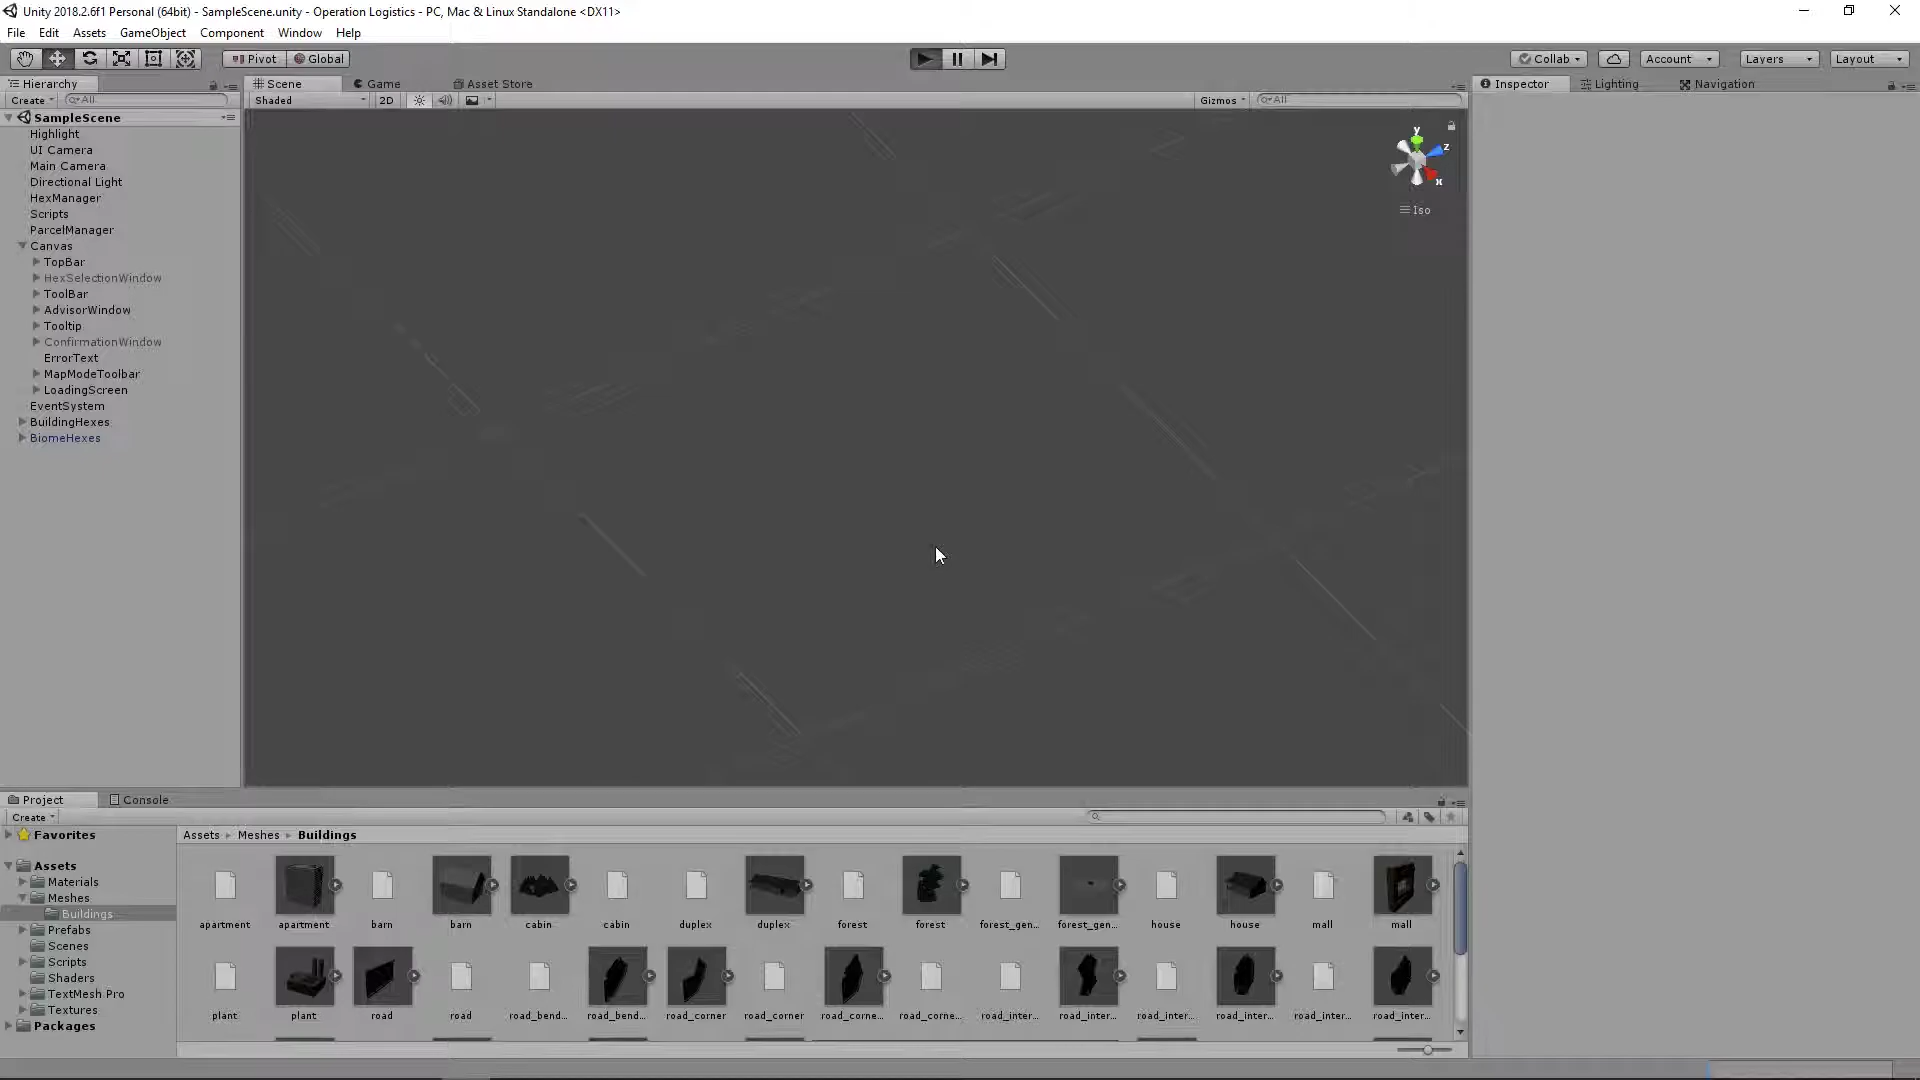 Unity 2018.2.6f1 Personal (64bit) - SampleScene.unity - Operation Logistics - PC, Mac & Linux Standalone <DX11>
File Edit Assets GameObject Component Window Help
Pivot Global Collab Account Layers Layout
Hierarchy
Create All
SampleScene
Highlight
UI Camera
Main Camera
Directional Light
HexManager
Scripts
ParcelManager
Canvas
TopBar
HexSelectionWindow
ToolBar
AdvisorWindow
Tooltip
ConfirmationWindow
ErrorText
MapModeToolbar
LoadingScreen
EventSystem
BuildingHexes
BiomeHexes
Scene Game Asset Store
Shaded 2D Gizmos All
y
z
x
Iso
Inspector Lighting Navigation
Project Console
Create
Favorites
Assets
Materials
Meshes
Buildings
Prefabs
Scenes
Scripts
Shaders
TextMesh Pro
Textures
Packages
Assets Meshes Buildings
apartment apartment barn barn cabin cabin duplex duplex forest forest forest_gen... forest_gen... house house mall mall
plant plant road road road_bend... road_bend... road_corner road_corner road_corne... road_corne... road_inter... road_inter... road_inter... road_inter... road_inter... road_inter...